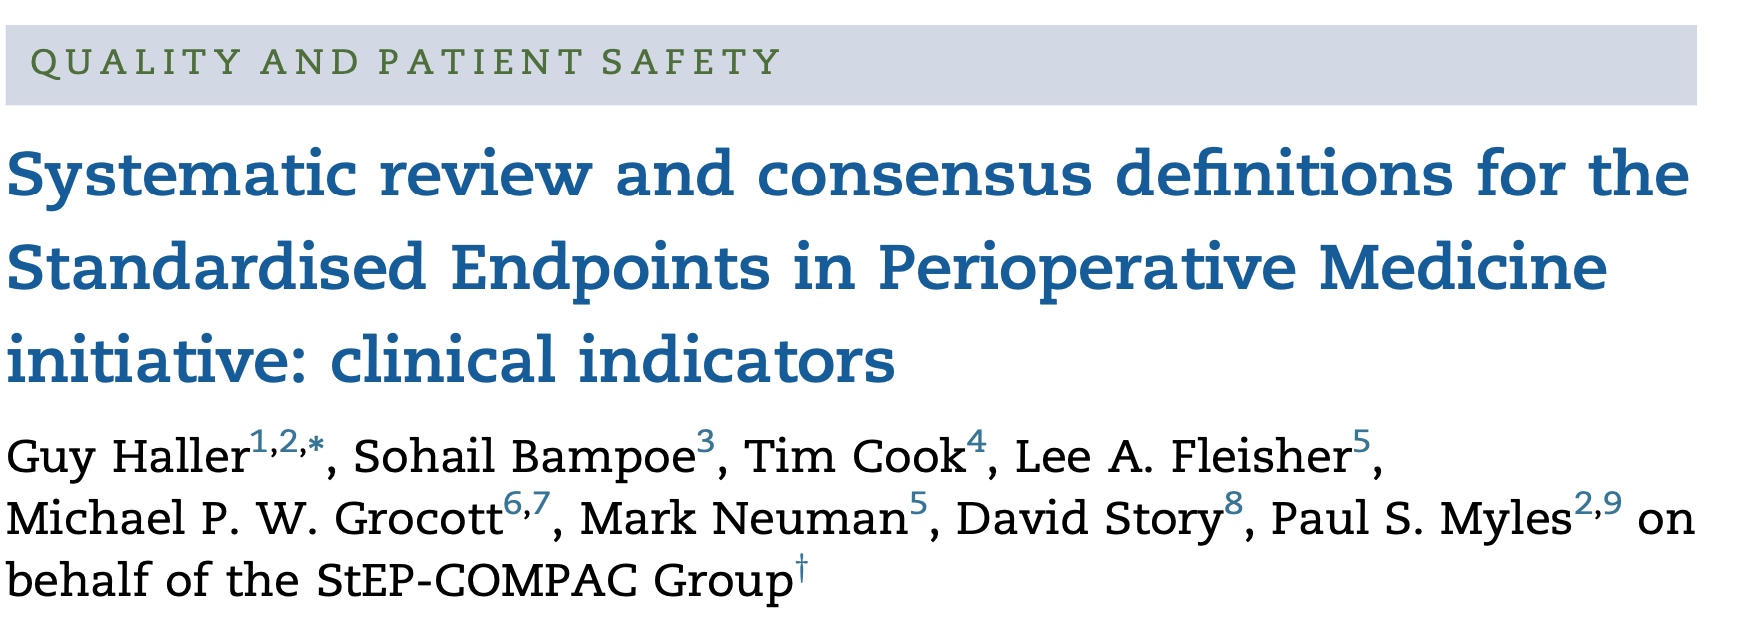 QUALITY AND PATIENT SAFETY
Systematic review and consensus definitions for the
Standardised Endpoints in Perioperative Medicine
initiative: clinical indicators
Guy Haller1,2,*, Sohail Bampoe3, Tim Cook4, Lee A. Fleisher5,
Michael P. W. Grocott6,7, Mark Neuman5, David Story8, Paul S. Myles2,9 on
behalf of the StEP-COMPAC Group†